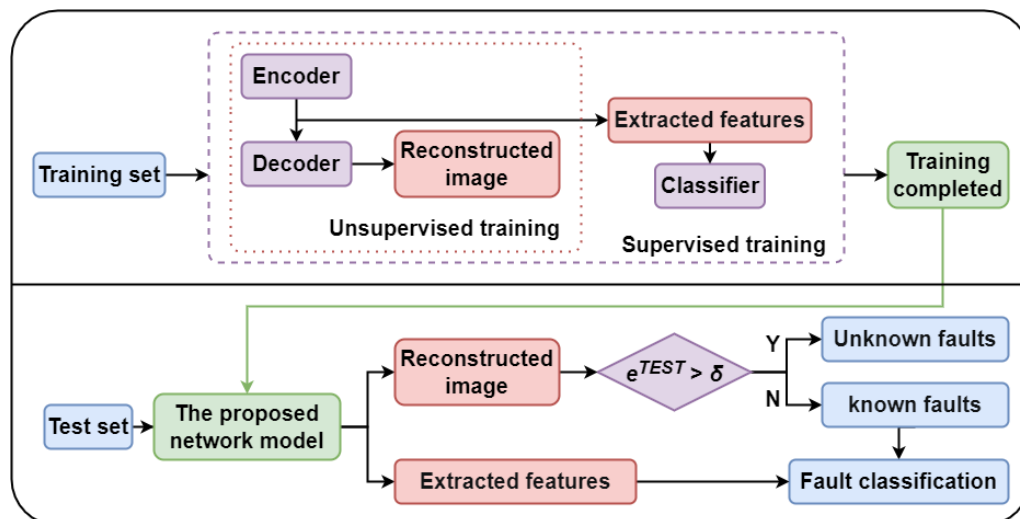 Encoder
Decoder
Reconstructed
image
Extracted features
Classifier
Training set
Unsupervised training
Supervised training
Training
completed
Test set
The proposed
network model
Reconstructed
image
e^TEST > δ
Y
N
Unknown faults
known faults
Extracted features
Fault classification